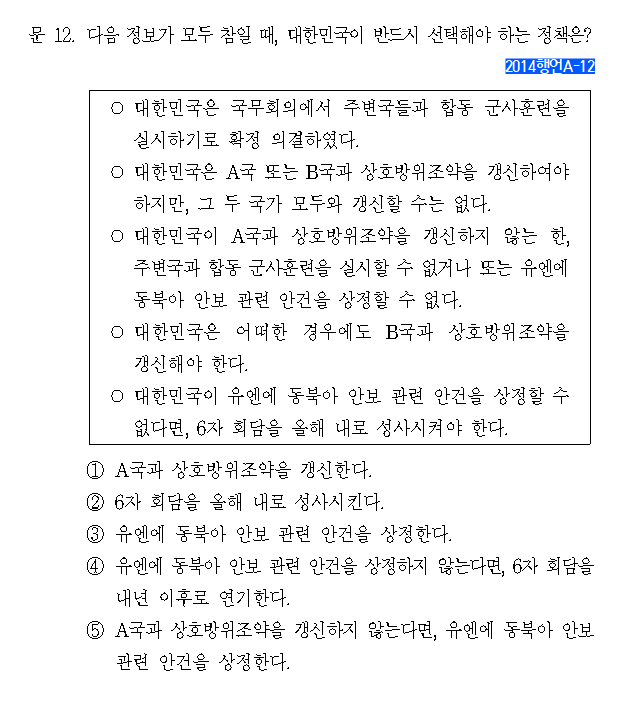 문 12. 다음 정보가 모두 참일 때, 대한민국이 반드시 선택해야 하는 정책은?
2014행언A-12
○ 대한민국은 국무회의에서 주변국들과 합동 군사훈련을
실시하기로 확정 의결하였다.
○ 대한민국은 A국 또는 B국과 상호방위조약을 갱신하여야
하지만, 그 두 국가 모두와 갱신할 수는 없다.
○ 대한민국이 A국과 상호방위조약을 갱신하지 않는 한,
주변국과 합동 군사훈련을 실시할 수 없거나 또는 유엔에
동북아 안보 관련 안건을 상정할 수 없다.
○ 대한민국은 어떠한 경우에도 B국과 상호방위조약을
갱신해야 한다.
○ 대한민국이 유엔에 동북아 안보 관련 안건을 상정할 수
없다면, 6자 회담을 올해 내로 성사시켜야 한다.
① A국과 상호방위조약을 갱신한다.
② 6자 회담을 올해 내로 성사시킨다.
③ 유엔에 동북아 안보 관련 안건을 상정한다.
④ 유엔에 동북아 안보 관련 안건을 상정하지 않는다면, 6자 회담을
내년 이후로 연기한다.
⑤ A국과 상호방위조약을 갱신하지 않는다면, 유엔에 동북아 안보
관련 안건을 상정한다.